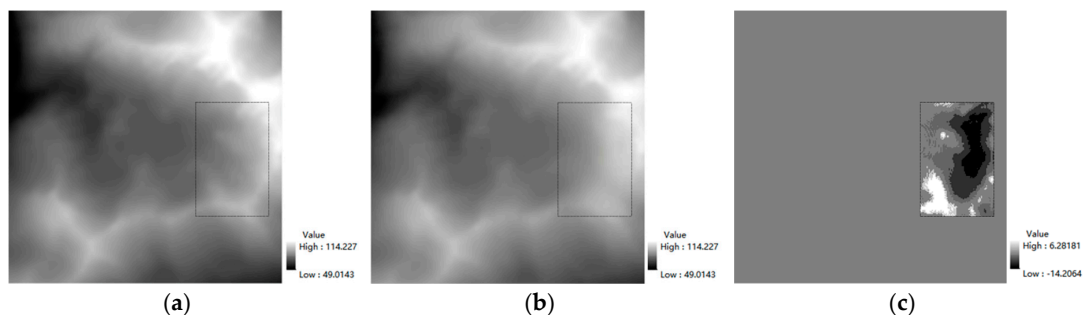 Value
High : 114.227
Low : 49.0143
(a)
Value
High : 114.227
Low : 49.0143
(b)
Value
High : 6.28181
Low : -14.2064
(c)